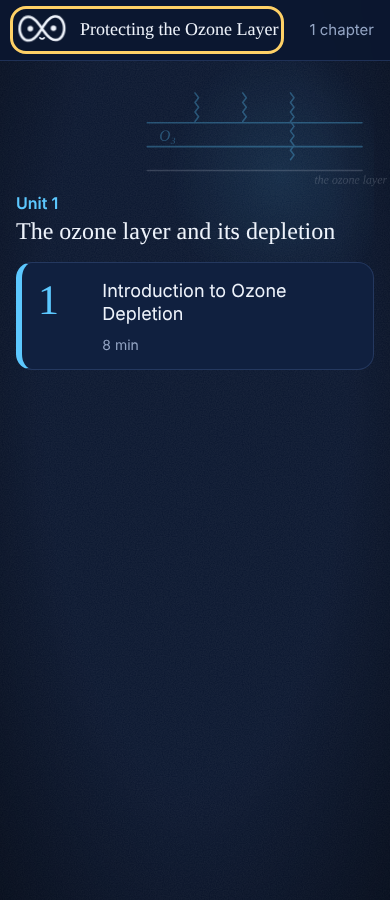 Protecting the Ozone Layer
1 chapter
O₃
the ozone layer
Unit 1
The ozone layer and its depletion
1
Introduction to Ozone
Depletion
8 min